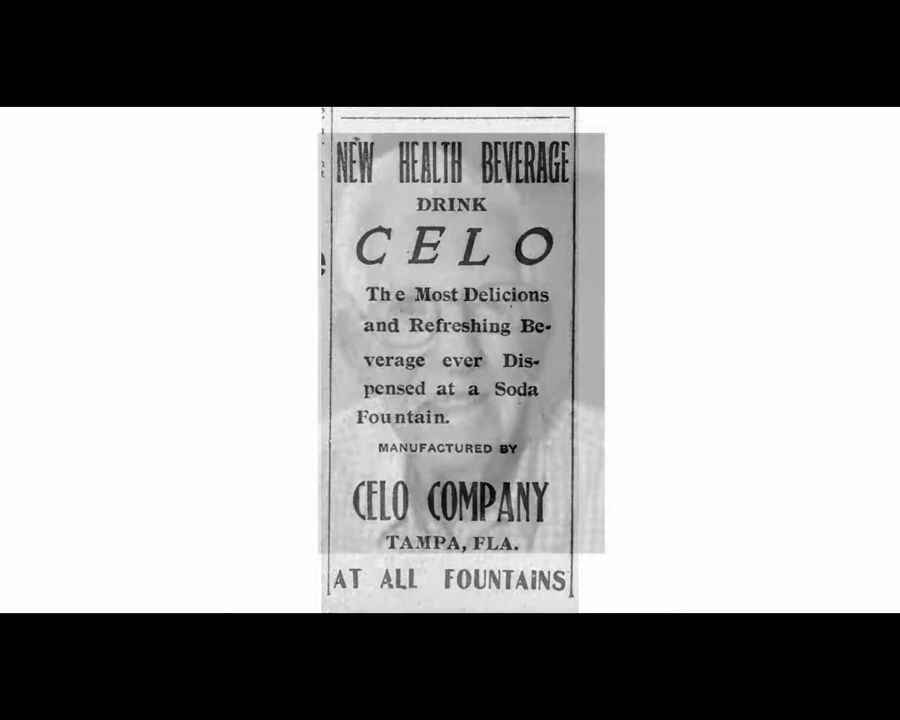 NEW HEALTH BEVERAGE
DRINK
CELO
The Most Delicions
and Refreshing Be-
verage ever Dis-
pensed at a Soda
Fountain.
MANUFACTURED BY
CELO COMPANY
TAMPA, FLA.
AT ALL FOUNTAINS